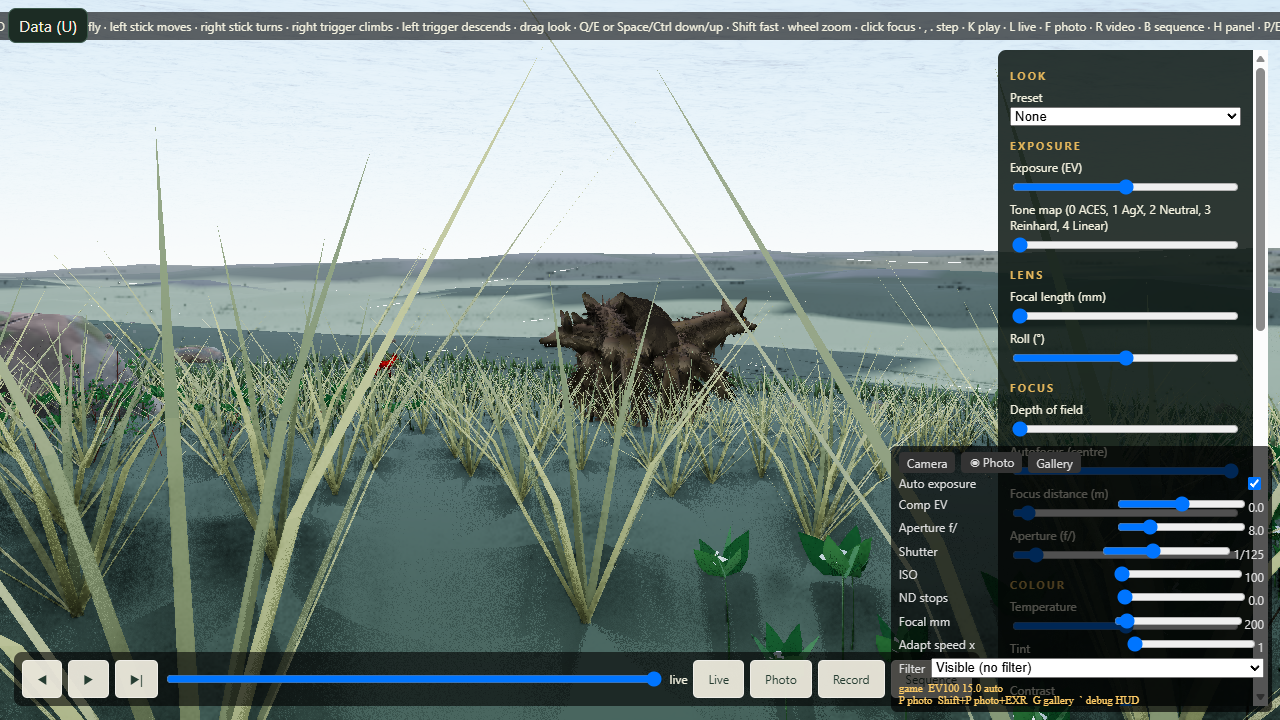 Data (U)
fly · left stick moves · right stick turns · right trigger climbs · left trigger descends · drag look · Q/E or Space/Ctrl down/up · Shift fast · wheel zoom · click focus · , . step · K play · L live · F photo · R video · B sequence · H panel · P/E
LOOK
Preset
None
EXPOSURE
Exposure (EV)
Tone map (0 ACES, 1 AgX, 2 Neutral, 3
Reinhard, 4 Linear)
LENS
Focal length (mm)
Roll (°)
FOCUS
Depth of field
Autofocus (centre)
Camera
◉ Photo
Gallery
Auto exposure
Focus distance (m)
Comp EV
0.0
Aperture f/
8.0
Aperture (f/)
Shutter
1/125
ISO
100
COLOUR
ND stops
0.0
Temperature
Focal mm
200
Adapt speed x
1
Tint
Filter
Visible (no filter)
Contrast
game EV100 15.0 auto
P photo Shift+P photo+EXR G gallery ` debug HUD
live
Live
Photo
Record
Sequence